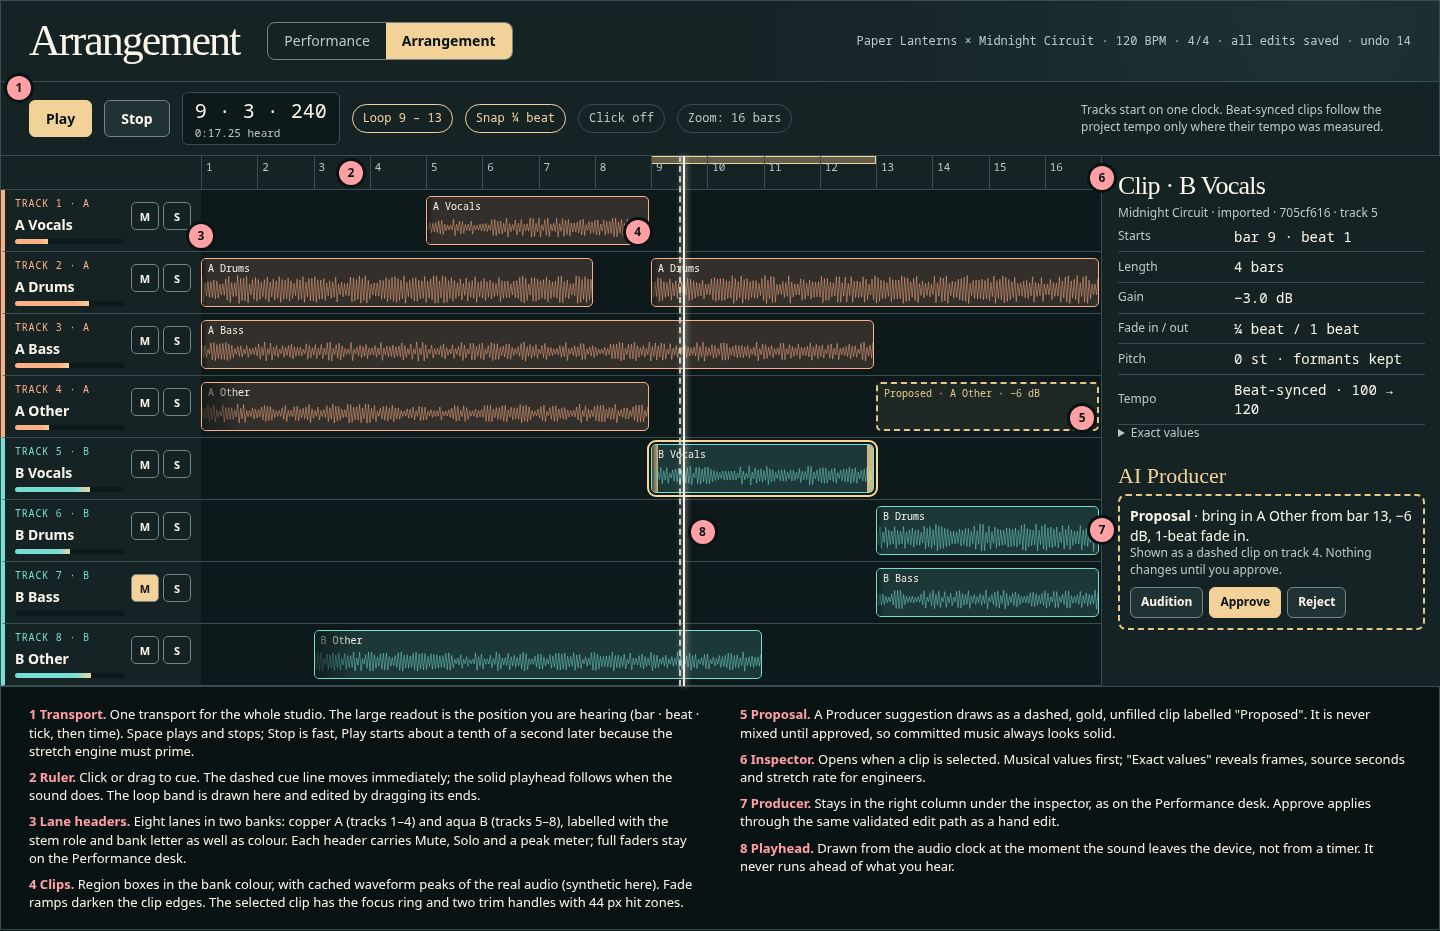 Arrangement
Performance
Arrangement
Paper Lanterns × Midnight Circuit · 120 BPM · 4/4 · all edits saved · undo 14
1
Play
Stop
9 · 3 · 240
0:17.25 heard
Loop 9 – 13
Snap ¼ beat
Click off
Zoom: 16 bars
Tracks start on one clock. Beat-synced clips follow the
project tempo only where their tempo was measured.
1 2 3 2 4 5 6 7 8 9 10 11 12 13 14 15 16
TRACK 1 · A
A Vocals
M S
3
A Vocals
4
TRACK 2 · A
A Drums
M S
A Drums
A Drums
TRACK 3 · A
A Bass
M S
A Bass
TRACK 4 · A
A Other
M S
A Other
Proposed · A Other · −6 dB
5
TRACK 5 · B
B Vocals
M S
B Vocals
TRACK 6 · B
B Drums
M S
8
B Drums
TRACK 7 · B
B Bass
M S
B Bass
TRACK 8 · B
B Other
M S
B Other
6
Clip · B Vocals
Midnight Circuit · imported · 705cf616 · track 5
Starts bar 9 · beat 1
Length 4 bars
Gain −3.0 dB
Fade in / out ¼ beat / 1 beat
Pitch 0 st · formants kept
Tempo Beat-synced · 100 →
120
▶ Exact values
AI Producer
7
Proposal · bring in A Other from bar 13, −6
dB, 1-beat fade in.
Shown as a dashed clip on track 4. Nothing
changes until you approve.
Audition
Approve
Reject
1 Transport. One transport for the whole studio. The large readout is the position you are hearing (bar · beat ·
tick, then time). Space plays and stops; Stop is fast, Play starts about a tenth of a second later because the
stretch engine must prime.
2 Ruler. Click or drag to cue. The dashed cue line moves immediately; the solid playhead follows when the
sound does. The loop band is drawn here and edited by dragging its ends.
3 Lane headers. Eight lanes in two banks: copper A (tracks 1–4) and aqua B (tracks 5–8), labelled with the
stem role and bank letter as well as colour. Each header carries Mute, Solo and a peak meter; full faders stay
on the Performance desk.
4 Clips. Region boxes in the bank colour, with cached waveform peaks of the real audio (synthetic here). Fade
ramps darken the clip edges. The selected clip has the focus ring and two trim handles with 44 px hit zones.
5 Proposal. A Producer suggestion draws as a dashed, gold, unfilled clip labelled "Proposed". It is never
mixed until approved, so committed music always looks solid.
6 Inspector. Opens when a clip is selected. Musical values first; "Exact values" reveals frames, source seconds
and stretch rate for engineers.
7 Producer. Stays in the right column under the inspector, as on the Performance desk. Approve applies
through the same validated edit path as a hand edit.
8 Playhead. Drawn from the audio clock at the moment the sound leaves the device, not from a timer. It
never runs ahead of what you hear.